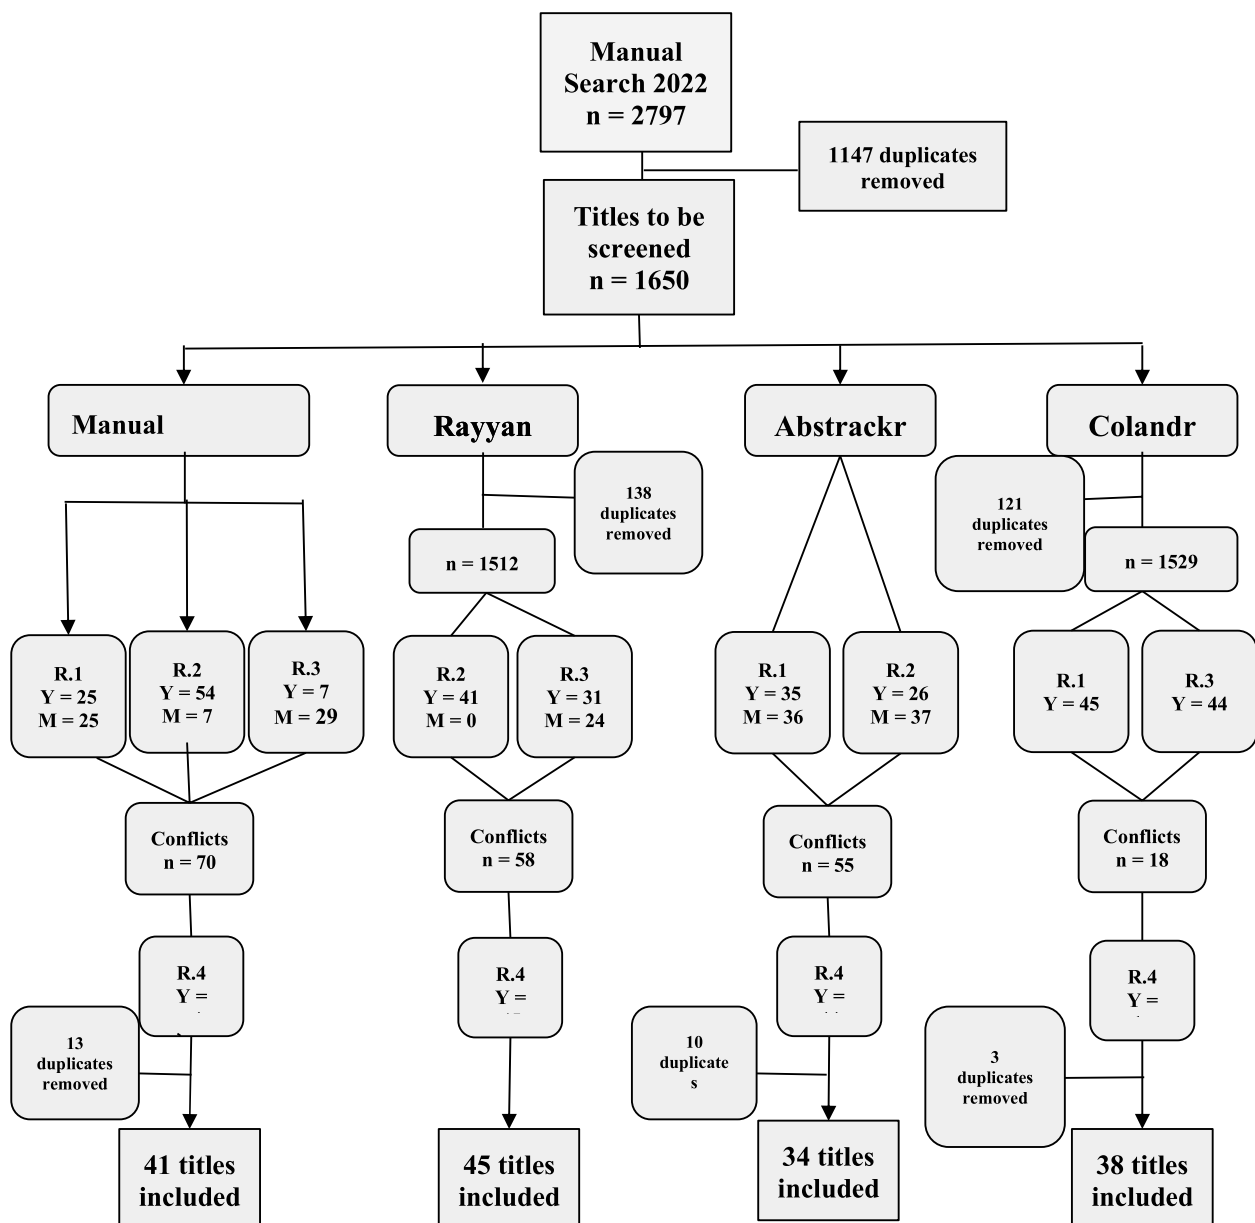 Manual
Search 2022
n = 2797
1147 duplicates
removed
Titles to be
screened
n = 1650
Manual
Rayyan
Abstrackr
Colandr
138
duplicates
removed
121
duplicates
removed
n = 1512
n = 1529
R.1
Y = 25
M = 25
R.2
Y = 54
M = 7
R.3
Y = 7
M = 29
R.2
Y = 41
M = 0
R.3
Y = 31
M = 24
R.1
Y = 35
M = 36
R.2
Y = 26
M = 37
R.1
Y = 45
R.3
Y = 44
Conflicts
n = 70
Conflicts
n = 58
Conflicts
n = 55
Conflicts
n = 18
R.4
Y =
R.4
Y =
R.4
Y =
R.4
Y =
13
duplicates
removed
10
duplicate
s
3
duplicates
removed
41 titles
included
45 titles
included
34 titles
included
38 titles
included